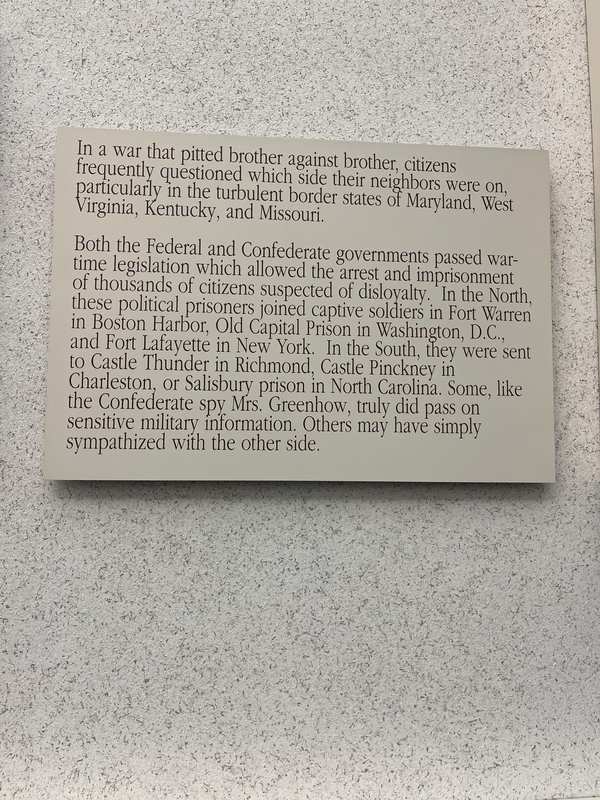 In a war that pitted brother against brother, citizens
frequently questioned which side their neighbors were on,
particularly in the turbulent border states of Maryland, West
Virginia, Kentucky, and Missouri.
Both the Federal and Confederate governments passed war-
time legislation which allowed the arrest and imprisonment
of thousands of citizens suspected of disloyalty. In the North,
these political prisoners joined captive soldiers in Fort Warren
in Boston Harbor, Old Capital Prison in Washington, D.C.,
and Fort Lafayette in New York. In the South, they were sent
to Castle Thunder in Richmond, Castle Pinckney in
Charleston, or Salisbury prison in North Carolina. Some, like
the Confederate spy Mrs. Greenhow, truly did pass on
sensitive military information. Others may have simply
sympathized with the other side.